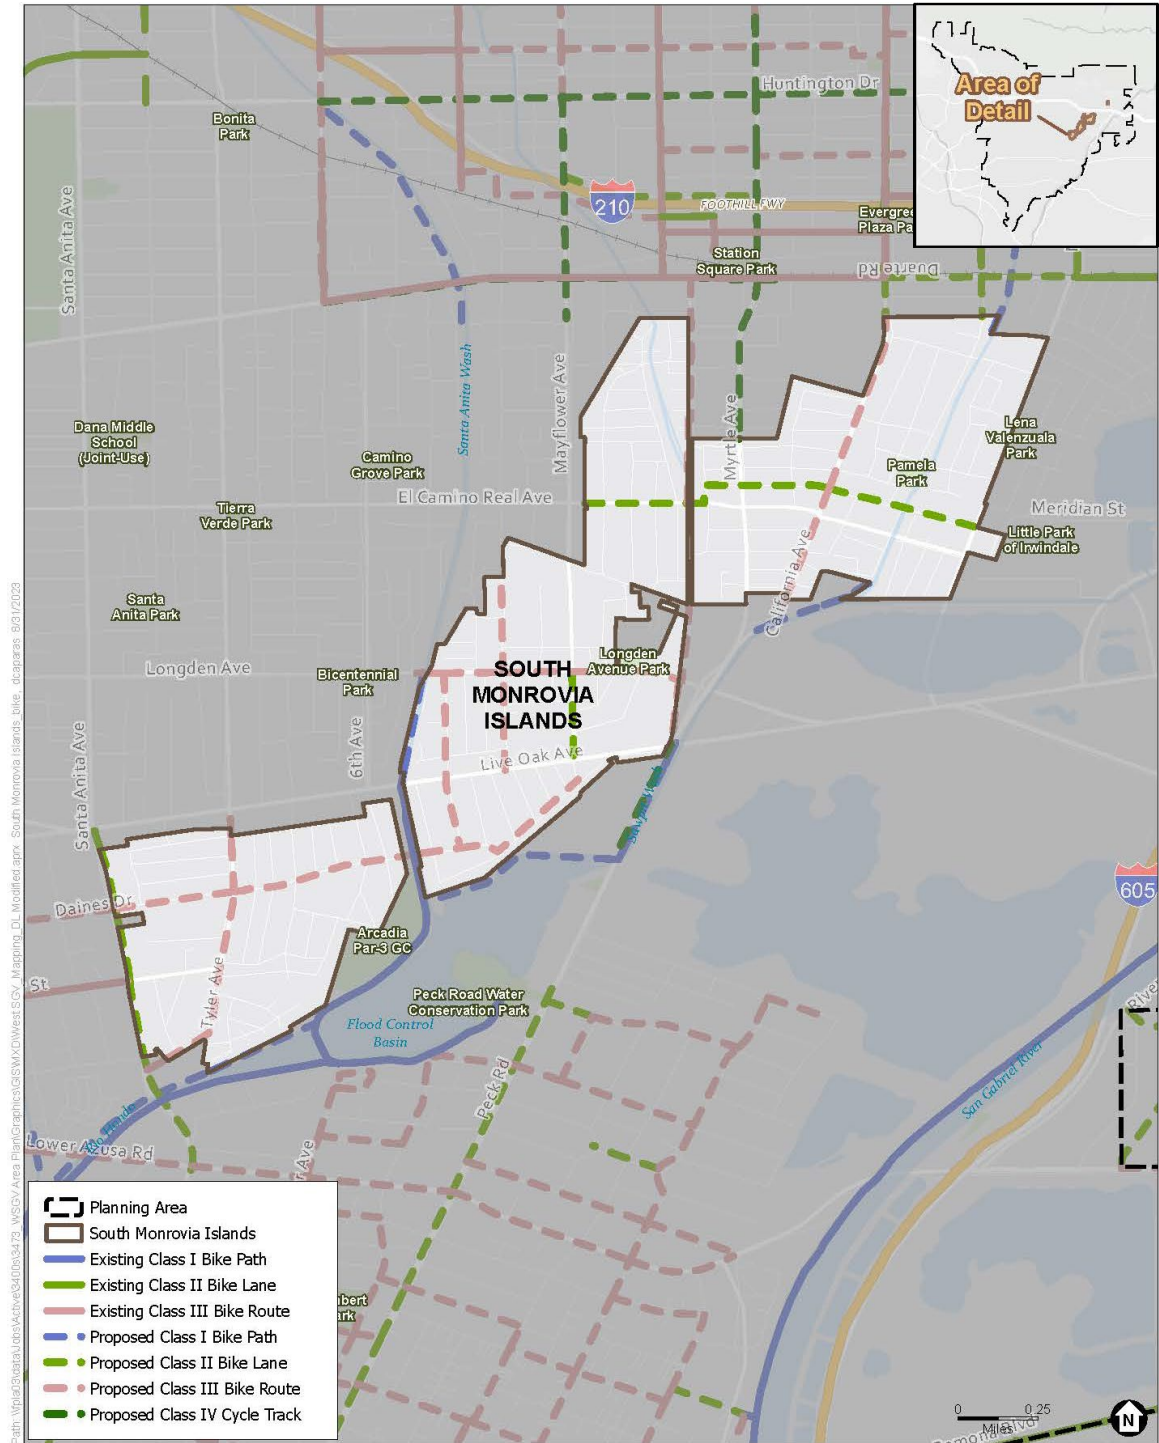 Area of
Detail
Huntington Dr
Bonita
Park
Santa Anita Ave
210
FOOTHILL FWY
Plaza
Station
Square Park
Duarte Rd
Santa Anita Wash
Mayflower Ave
Myrtle Ave
Dana Middle
School
(Joint-Use)
Camino
Grove Park
Lena
Valenzuala
Park
Pamela
Park
El Camino Real Ave
Tierra
Verde Park
Meridian St
Little Park
of Irwindale
California Ave
Santa
Anita Park
Longden Ave
Bicentennial
Park
Longden
Avenue Park
SOUTH
MONROVIA
ISLANDS
6th Ave
Live Oak Ave
Santa Anita Ave
605
Daines Dr
Arcadia
Par-3 GC
St
Tyler Ave
Peck Road Water
Conservation Park
Flood Control
Basin
Peck Rd
San Gabriel River
River
Rio Hondo
Lower Azusa Rd
r Ave
Planning Area
South Monrovia Islands
Existing Class I Bike Path
Existing Class II Bike Lane
Existing Class III Bike Route
Proposed Class I Bike Path
Proposed Class II Bike Lane
Proposed Class III Bike Route
Proposed Class IV Cycle Track
0 0.25
Miles
N